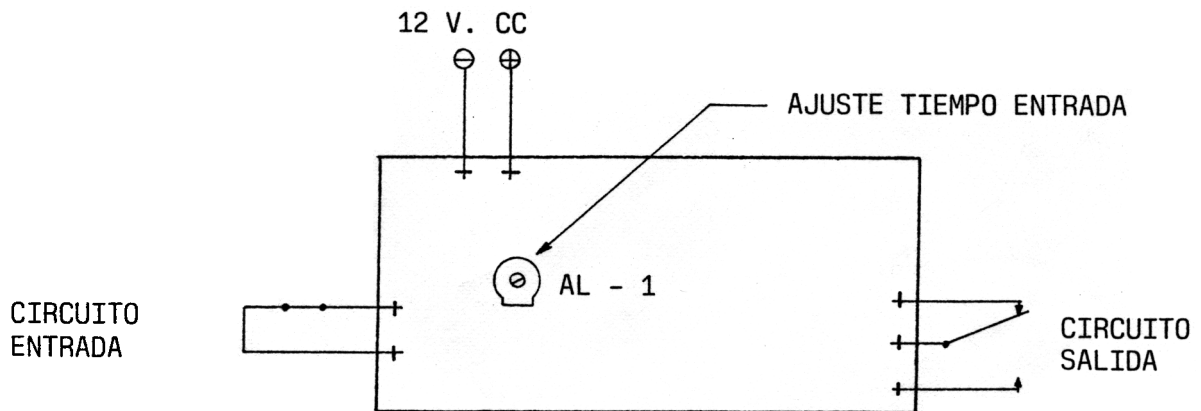 12 V. CC
AJUSTE TIEMPO ENTRADA
AL - 1
CIRCUITO
ENTRADA
CIRCUITO
SALIDA